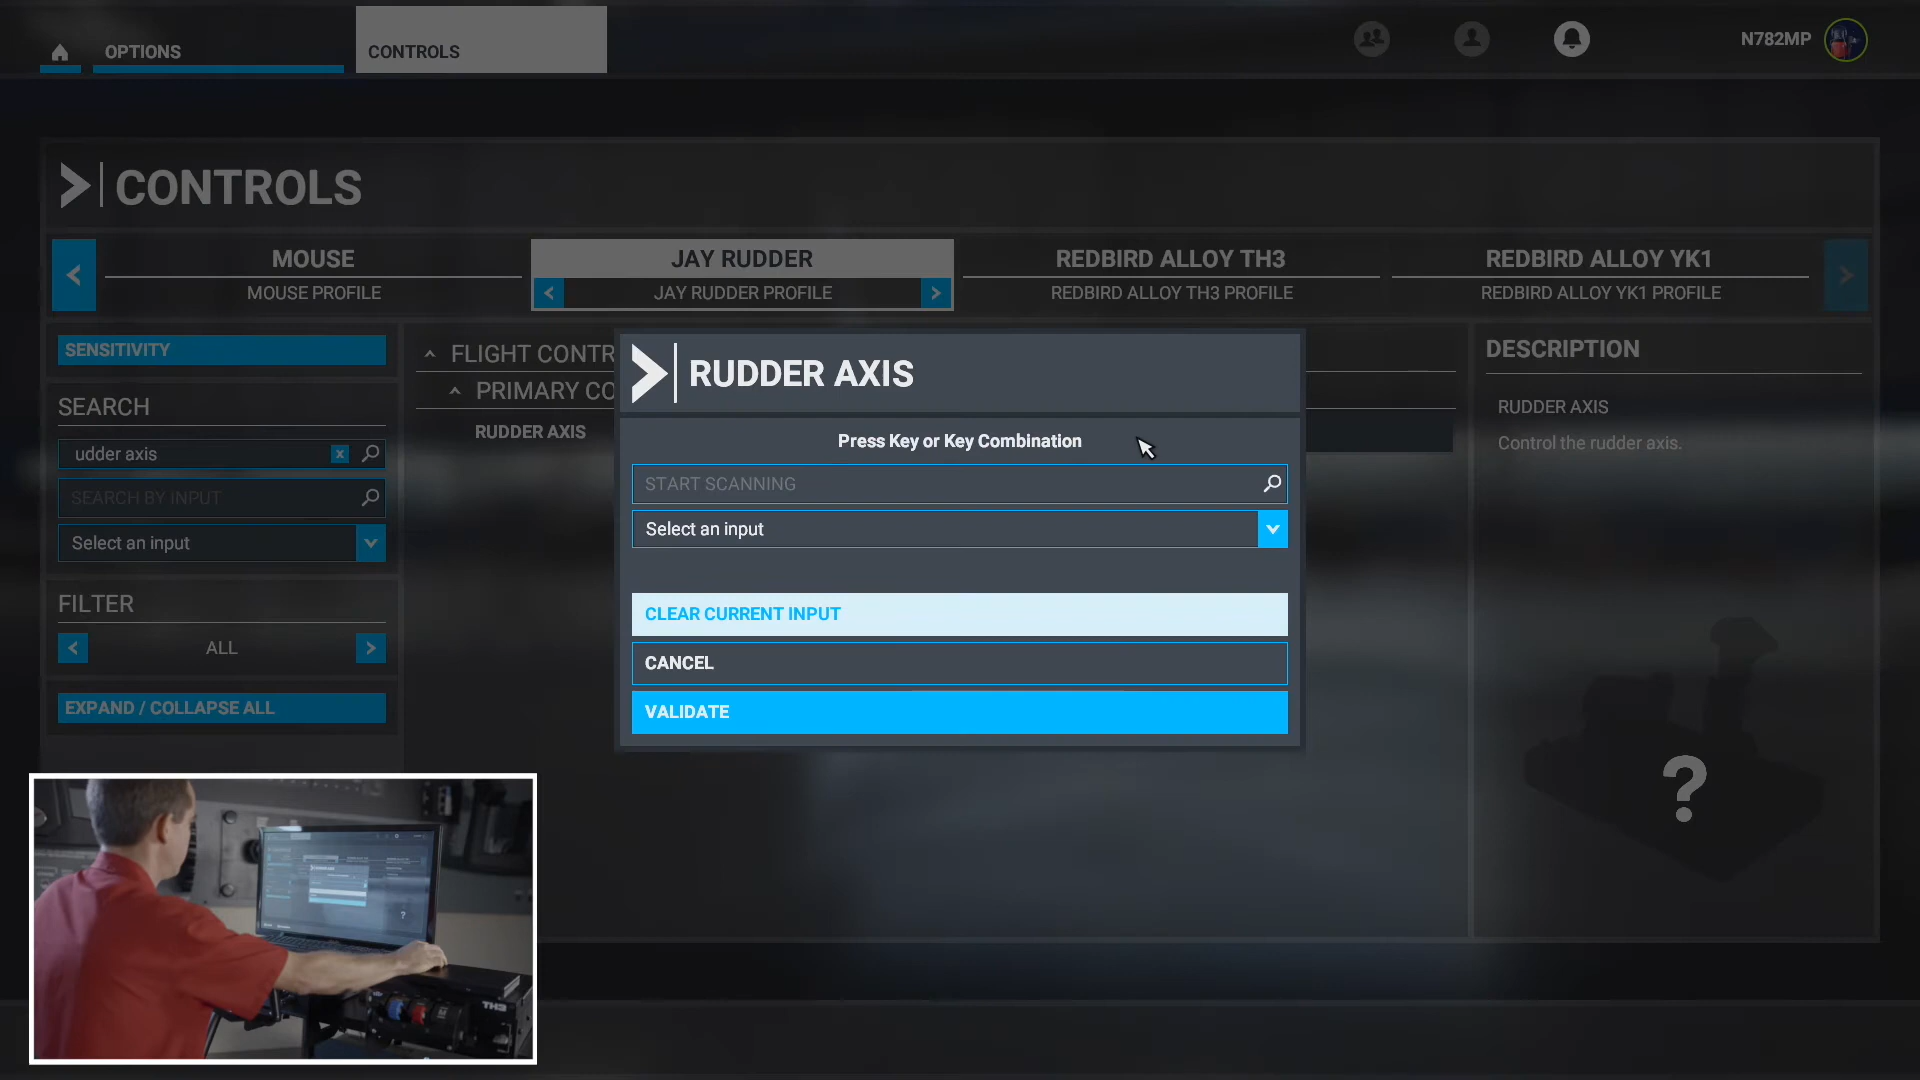 OPTIONS
CONTROLS
N782MP
CONTROLS
MOUSE
MOUSE PROFILE
JAY RUDDER
JAY RUDDER PROFILE
REDBIRD ALLOY TH3
REDBIRD ALLOY TH3 PROFILE
REDBIRD ALLOY YK1
REDBIRD ALLOY YK1 PROFILE
SENSITIVITY
SEARCH
udder axis
SEARCH BY INPUT
Select an input
FILTER
ALL
EXPAND / COLLAPSE ALL
FLIGHT CONTR
PRIMARY CO
RUDDER AXIS
RUDDER AXIS
Press Key or Key Combination
START SCANNING
Select an input
CLEAR CURRENT INPUT
CANCEL
VALIDATE
DESCRIPTION
RUDDER AXIS
Control the rudder axis.
?
TH3